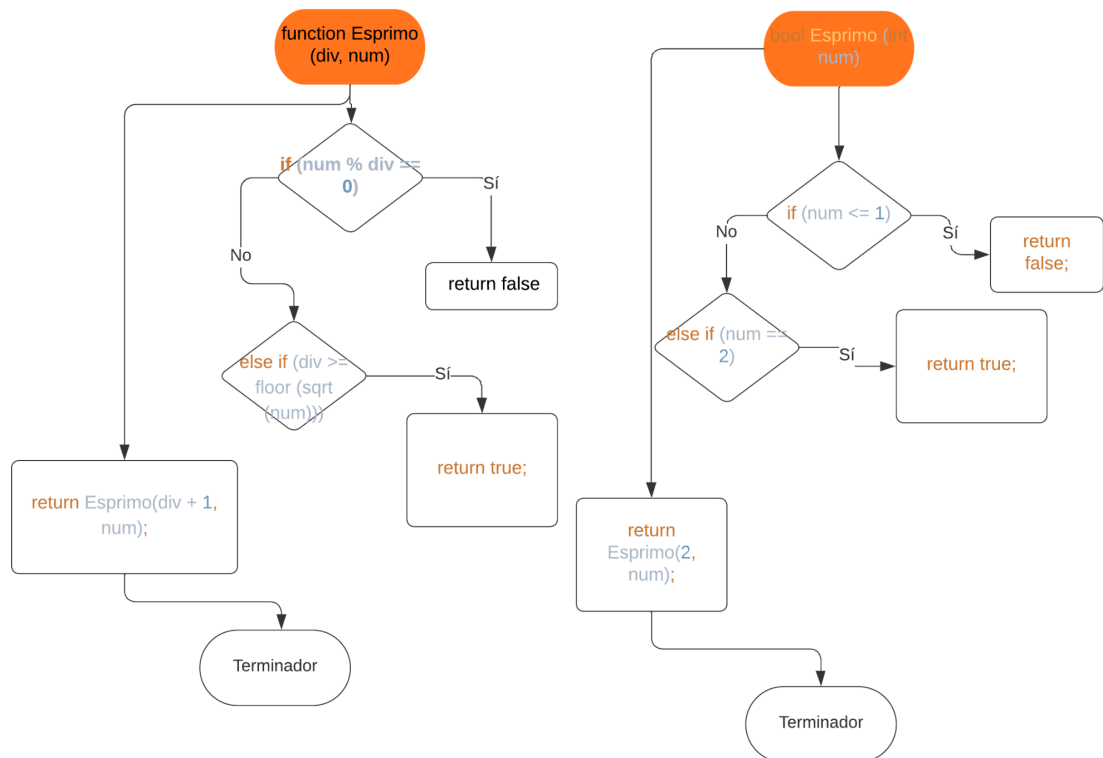 function Esprimo
(div, num)
if (num % div ==
0)
Sí
No
return false
else if (div >=
floor (sqrt
(num)))
Sí
return true;
return Esprimo(div + 1,
num);
Terminador
bool Esprimo (int
num)
if (num <= 1)
Sí
No
return
false;
else if (num ==
2)
Sí
return true;
return
Esprimo(2,
num);
Terminador